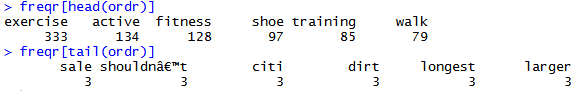 > freqr[head(ordr)]
exercise active fitness shoe training walk
333 134 128 97 85 79
> freqr[tail(ordr)]
sale shouldnâ€™t citi dirt longest larger
3 3 3 3 3 3